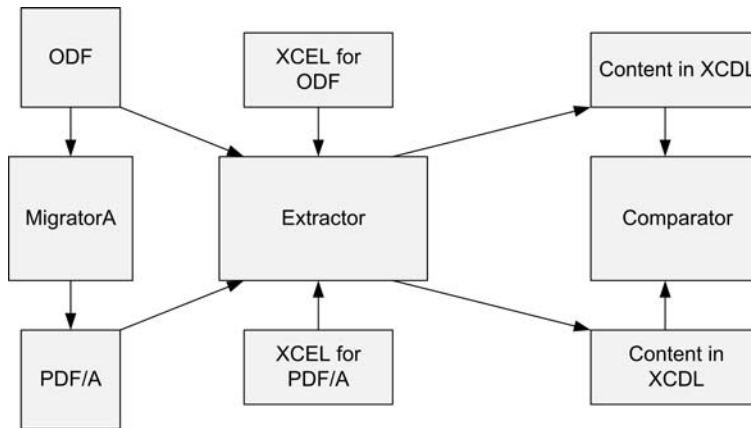 ODF
XCEL for
ODF
Content in XCDL
MigratorA
Extractor
Comparator
PDF/A
XCEL for
PDF/A
Content in
XCDL